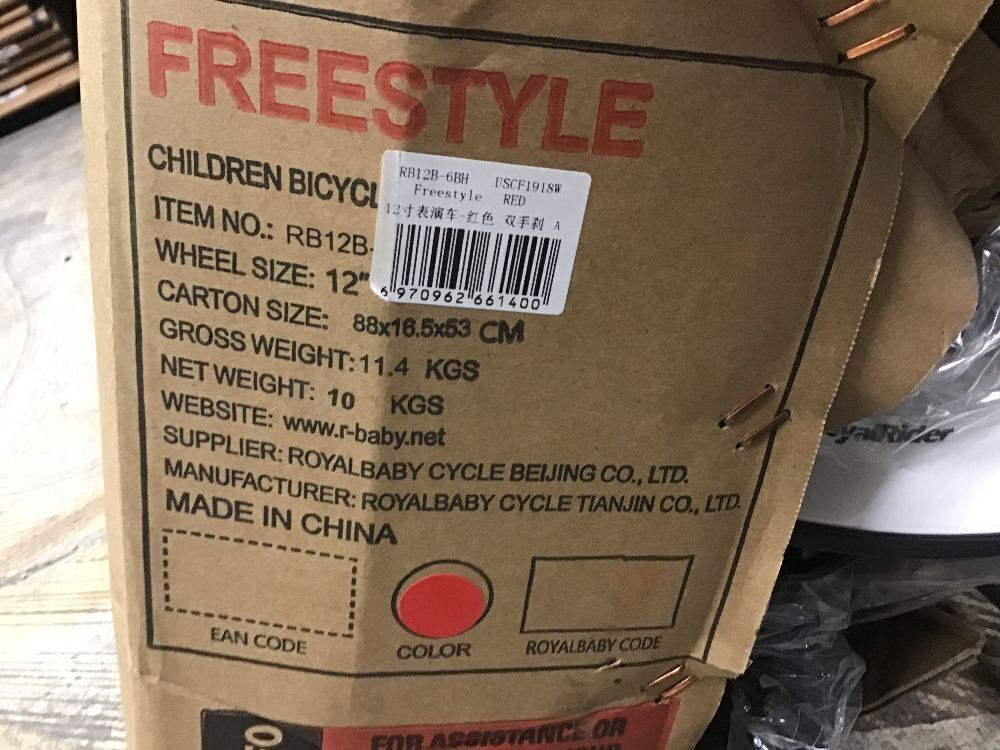 FREESTYLE
CHILDREN BICYCL
RB12B-6BH USCF1918W
Freestyle RED
12寸表演车-红色 双手刹 A
6 970962 661400
ITEM NO.: RB12B-
WHEEL SIZE: 12"
CARTON SIZE: 88x16.5x53 CM
GROSS WEIGHT: 11.4 KGS
NET WEIGHT: 10 KGS
WEBSITE: www.r-baby.net
SUPPLIER: ROYALBABY CYCLE BEIJING CO., LTD.
MANUFACTURER: ROYALBABY CYCLE TIANJIN CO., LTD.
MADE IN CHINA
EAN CODE
COLOR
ROYALBABY CODE
FOR ASSISTANCE OR
yalRider